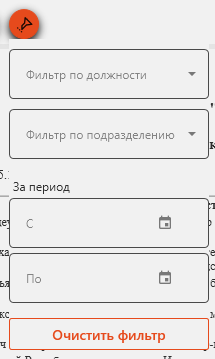 Фильтр по должности
Фильтр по подразделению
За период
С
По
Очистить фильтр